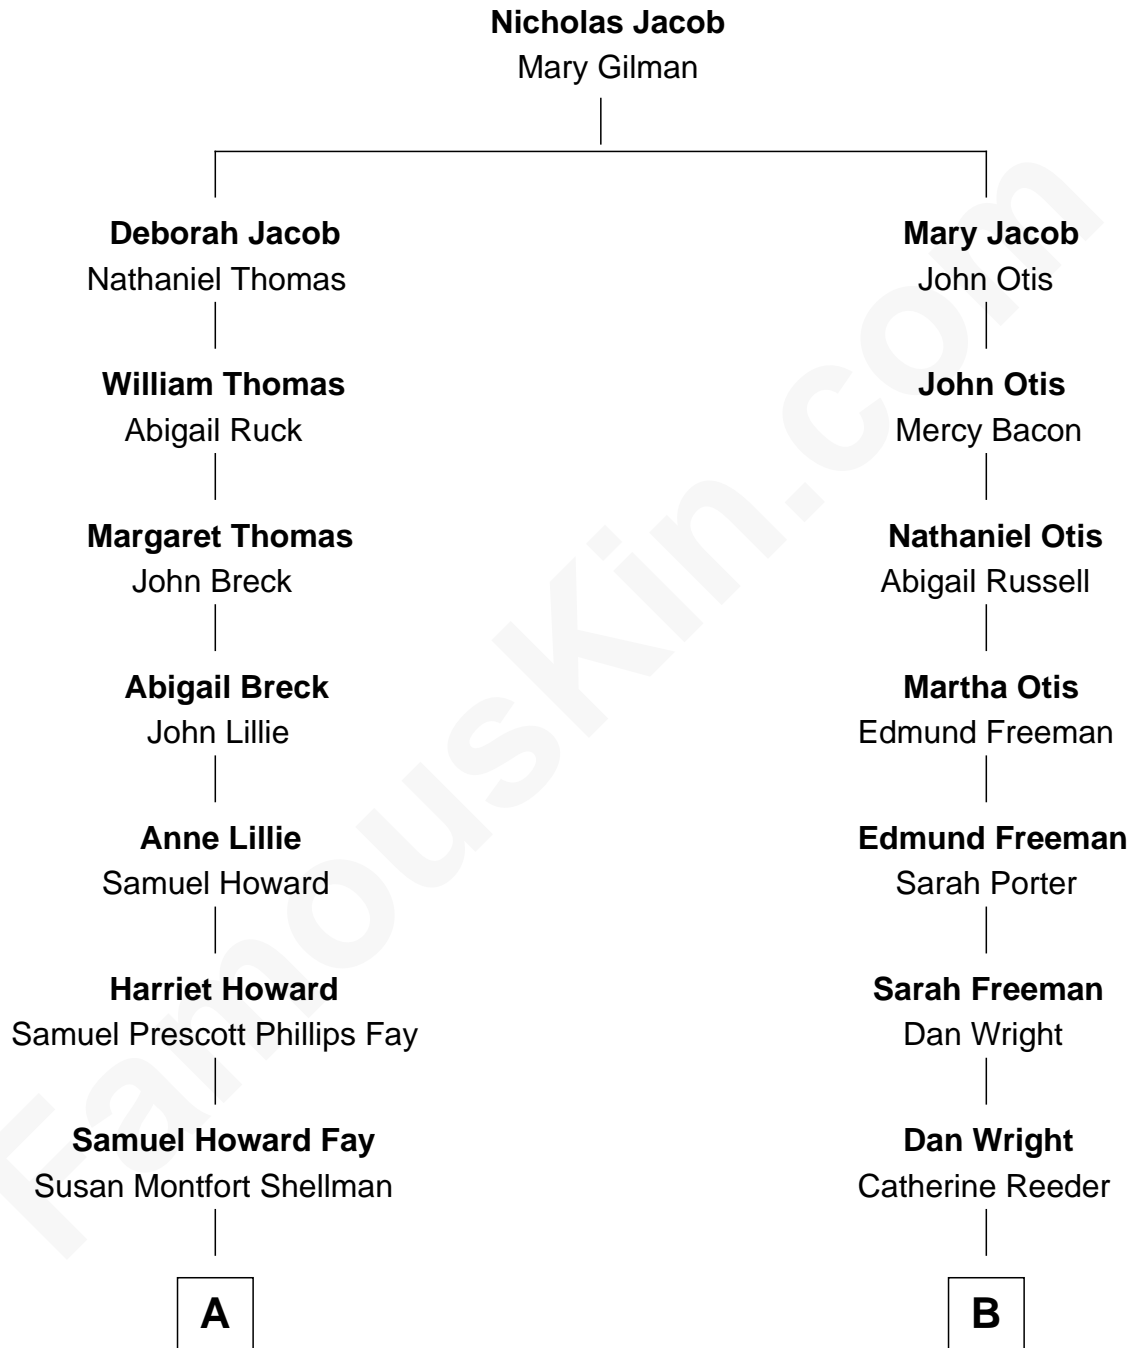 Nicholas Jacob
Mary Gilman
Deborah Jacob
Nathaniel Thomas
Mary Jacob
John Otis
William Thomas
Abigail Ruck
John Otis
Mercy Bacon
Margaret Thomas
John Breck
Nathaniel Otis
Abigail Russell
Abigail Breck
John Lillie
Martha Otis
Edmund Freeman
Anne Lillie
Samuel Howard
Edmund Freeman
Sarah Porter
Harriet Howard
Samuel Prescott Phillips Fay
Sarah Freeman
Dan Wright
Samuel Howard Fay
Susan Montfort Shellman
Dan Wright
Catherine Reeder
A
B
FamousKin.com